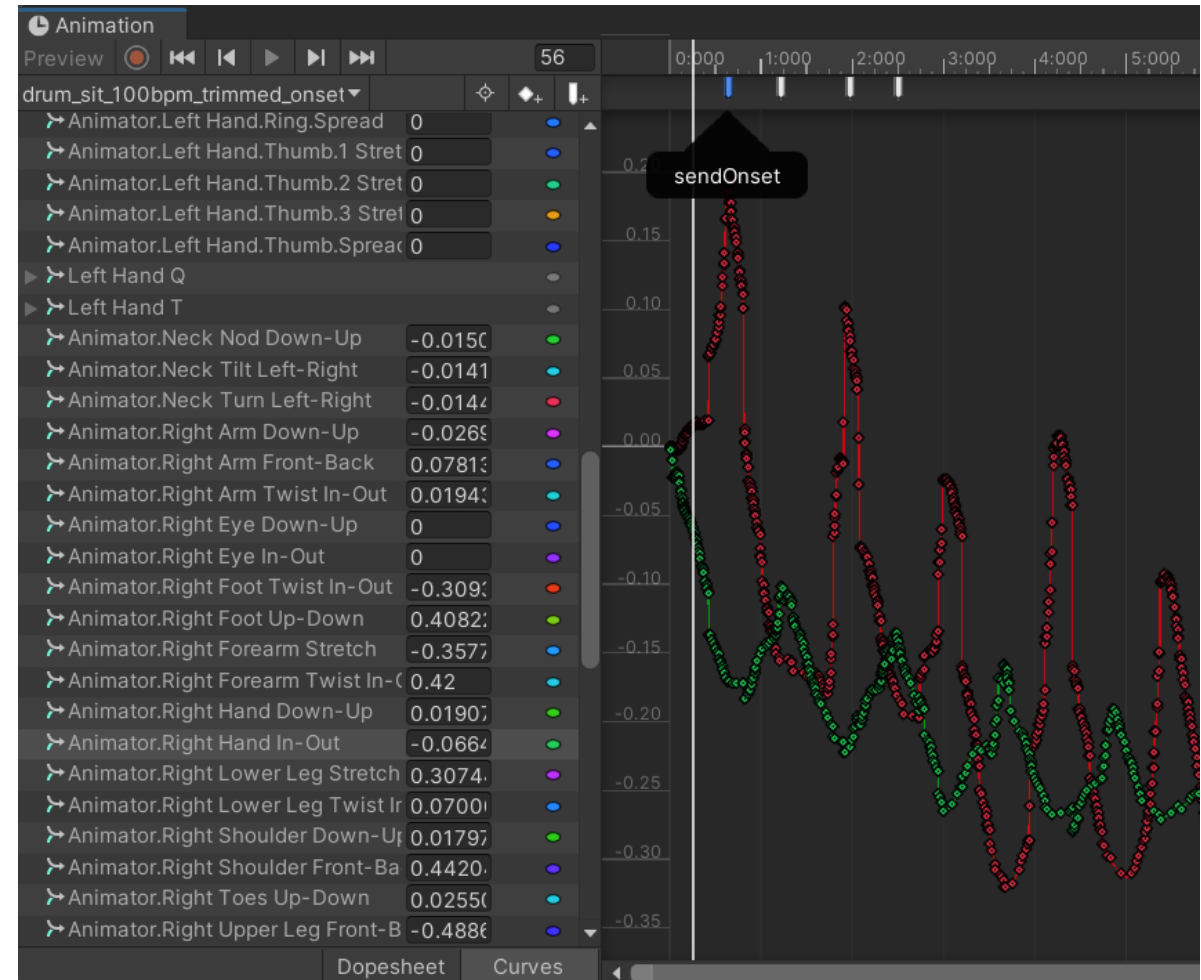 Animation
Preview 56
0:000 1:000 2:000 3:000 4:000 5:000
drum_sit_100bpm_trimmed_onset
Animator.Left Hand.Ring.Spread 0
Animator.Left Hand.Thumb.1 Stret 0
Animator.Left Hand.Thumb.2 Stret 0
Animator.Left Hand.Thumb.3 Stret 0
Animator.Left Hand.Thumb.Spreac 0
Left Hand Q
Left Hand T
Animator.Neck Nod Down-Up -0.0150
Animator.Neck Tilt Left-Right -0.0141
Animator.Neck Turn Left-Right -0.0144
Animator.Right Arm Down-Up -0.0269
Animator.Right Arm Front-Back 0.07813
Animator.Right Arm Twist In-Out 0.01943
Animator.Right Eye Down-Up 0
Animator.Right Eye In-Out 0
Animator.Right Foot Twist In-Out -0.3093
Animator.Right Foot Up-Down 0.40822
Animator.Right Forearm Stretch -0.3577
Animator.Right Forearm Twist In-( 0.42
Animator.Right Hand Down-Up 0.01907
Animator.Right Hand In-Out -0.0664
Animator.Right Lower Leg Stretch 0.3074
Animator.Right Lower Leg Twist Ir 0.0700
Animator.Right Shoulder Down-Up 0.01797
Animator.Right Shoulder Front-Ba 0.4420
Animator.Right Toes Up-Down 0.0255
Animator.Right Upper Leg Front-B -0.4886
Dopesheet Curves
sendOnset
0.15
0.10
0.05
0.00
-0.05
-0.10
-0.15
-0.20
-0.25
-0.30
-0.35